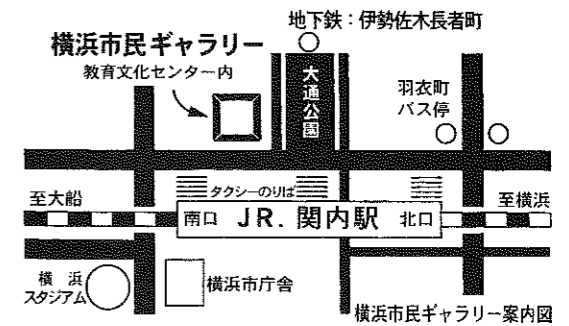 地下鉄：伊勢佐木長者町
横浜市民ギャラリー
教育文化センター内
大通公園
羽衣町
バス停
至大船
タクシーのりば
至横浜
南口 JR. 関内駅 北口
横浜
スタジアム
横浜市庁舎
横浜市民ギャラリー案内図